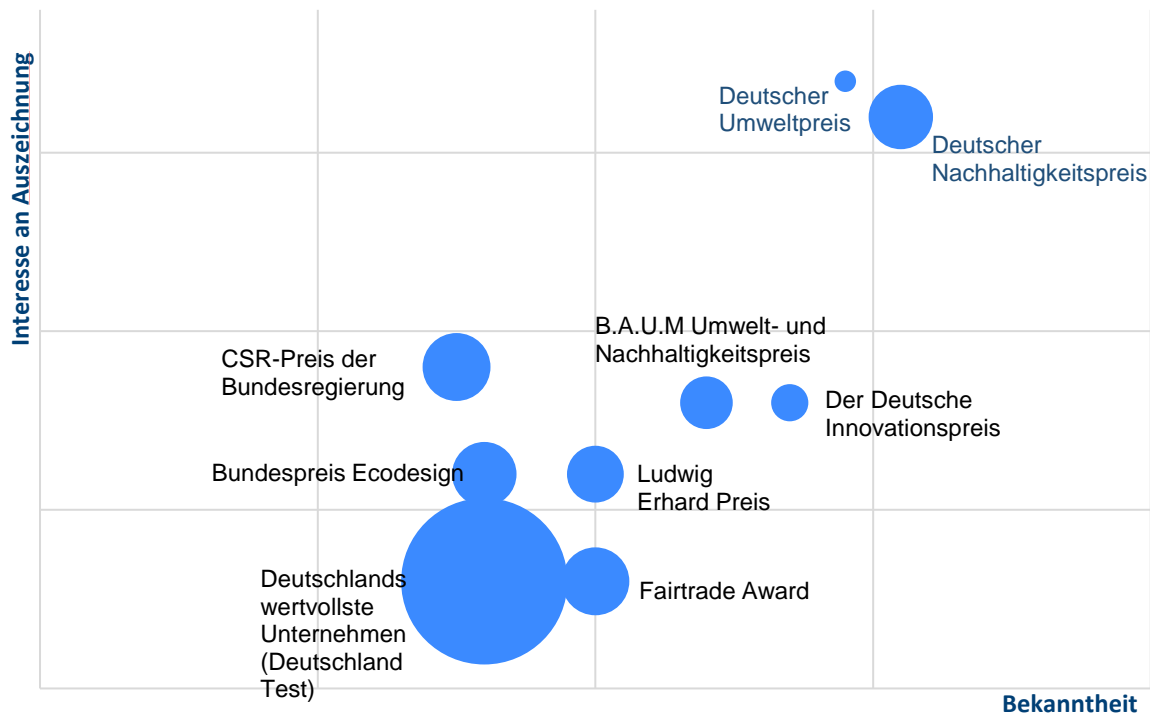 Interesse an Auszeichnung
Deutscher
Umweltpreis
Deutscher
Nachhaltigkeitspreis
B.A.U.M Umwelt- und
Nachhaltigkeitspreis
CSR-Preis der
Bundesregierung
Der Deutsche
Innovationspreis
Bundespreis Ecodesign
Ludwig
Erhard Preis
Deutschlands
wertvollste
Unternehmen
(Deutschland
Test)
Fairtrade Award
Bekanntheit